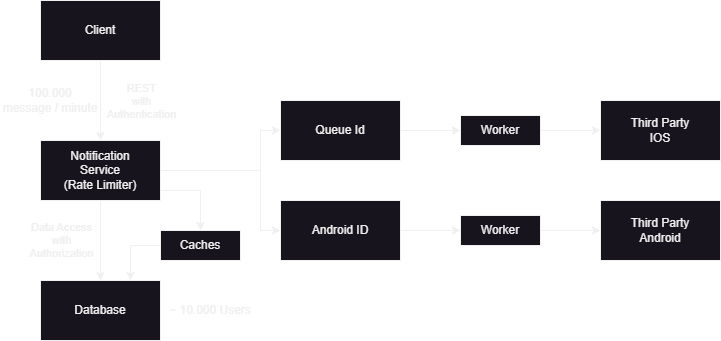 Client
100.000
message / minute
REST
with
Authentication
Notification
Service
(Rate Limiter)
Queue Id
Worker
Third Party
IOS
Android ID
Worker
Third Party
Android
Data Access
with
Authorization
Caches
Database
~ 10 000 Users